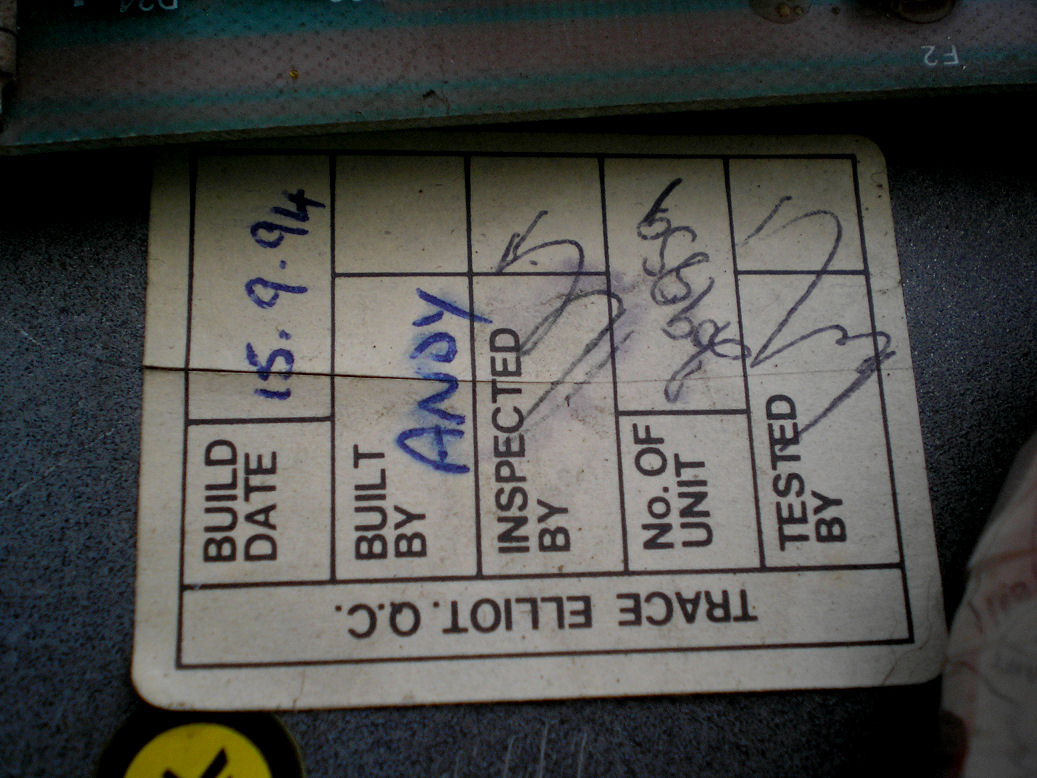 TRACE ELLIOT. Q.C.
BUILD
DATE
15.9.94
BUILT
BY
ANDY
INSPECTED
BY
No. OF
UNIT
TESTED
BY
F2